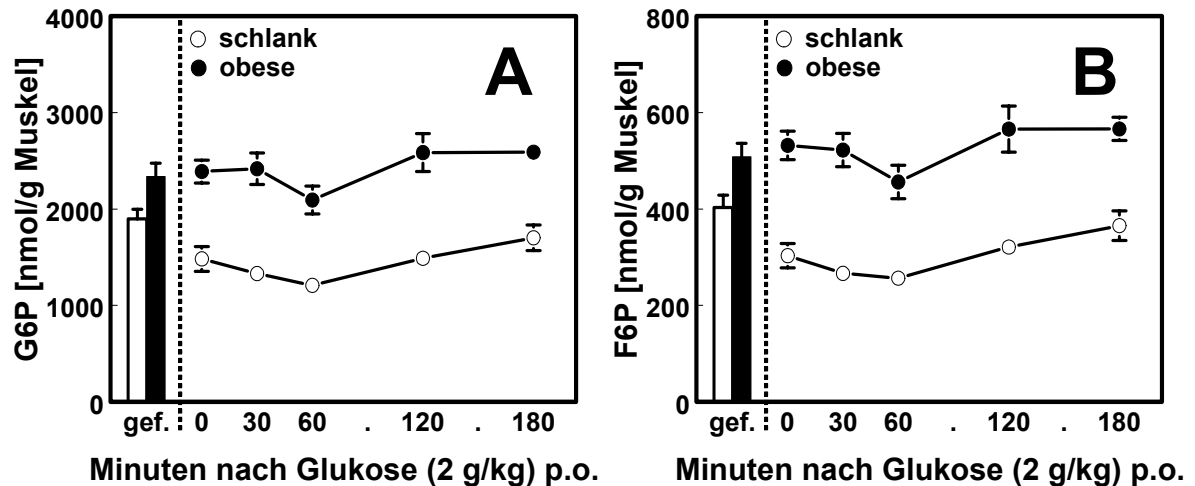 4000
3000
2000
1000
0
G6P [nmol/g Muskel]
schlank
obese
A
gef. 0 30 60 . 120 . 180
Minuten nach Glukose (2 g/kg) p.o.
800
600
400
200
0
F6P [nmol/g Muskel]
schlank
obese
B
gef. 0 30 60 . 120 . 180
Minuten nach Glukose (2 g/kg) p.o.